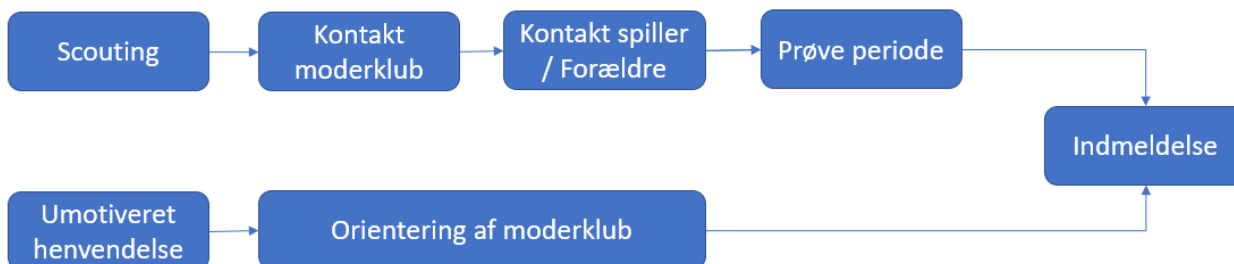 Scouting
Kontakt
moderklub
Kontakt spiller
/ Forældre
Prøve periode
Indmeldelse
Umotiveret
henvendelse
Orientering af moderklub